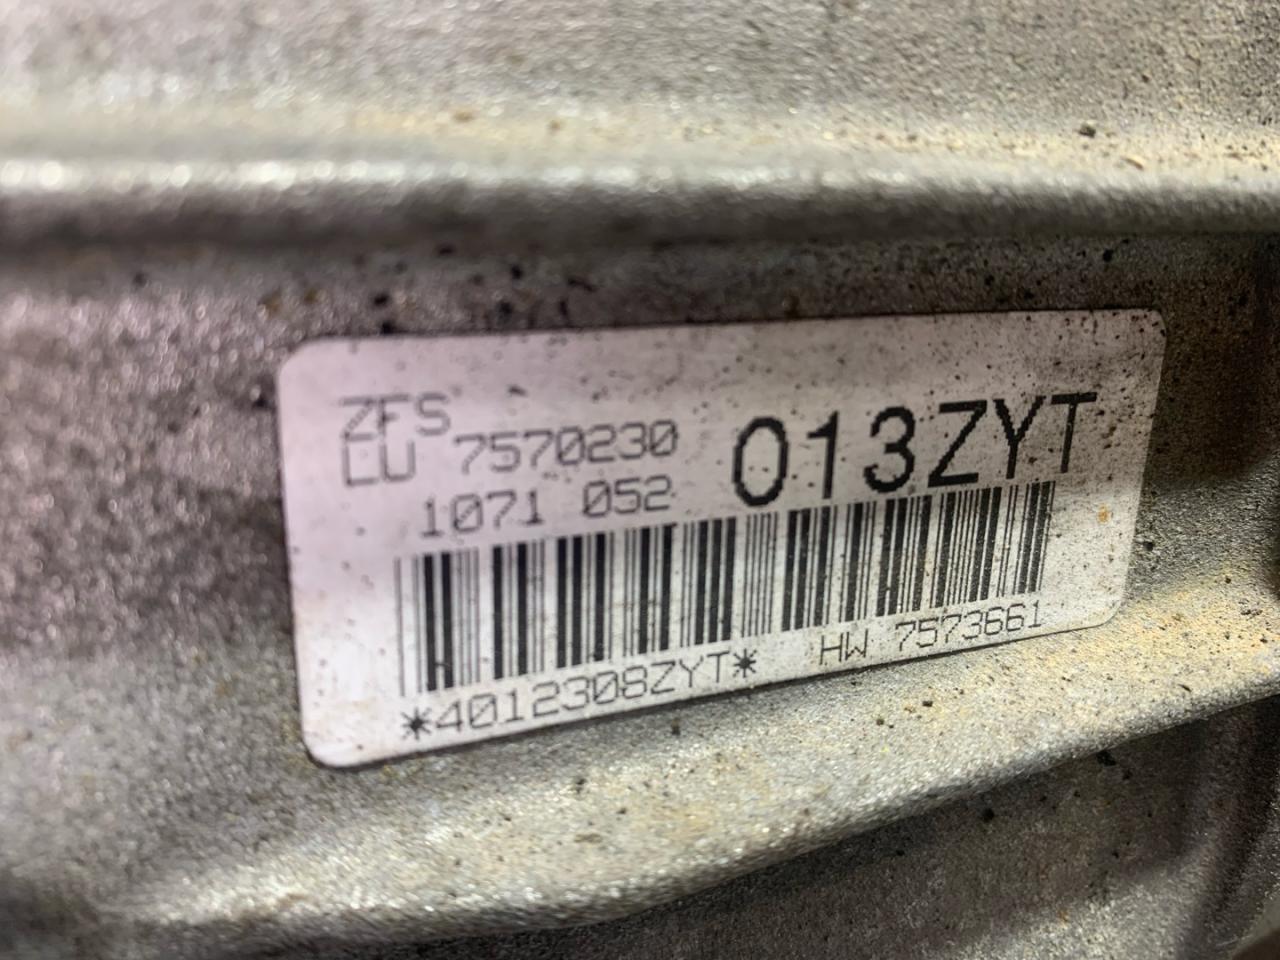 ZFS
LU 7570230 013ZYT
1071 052
*4012308ZYT* HW 7573661